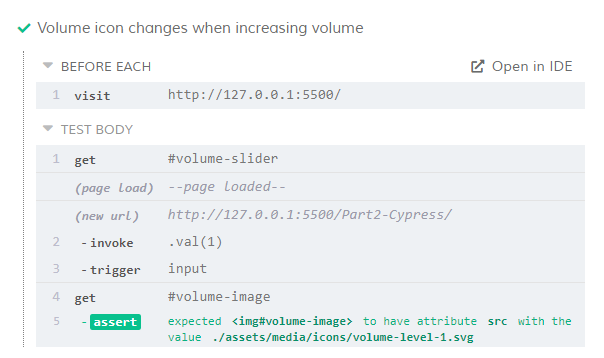 Volume icon changes when increasing volume
BEFORE EACH Open in IDE
1 visit http://127.0.0.1:5500/
TEST BODY
1 get #volume-slider
(page load) --page loaded--
(new url) http://127.0.0.1:5500/Part2-Cypress/
2 -invoke .val(1)
3 -trigger input
4 get #volume-image
5 -assert expected <img#volume-image> to have attribute src with the
value ./assets/media/icons/volume-level-1.svg